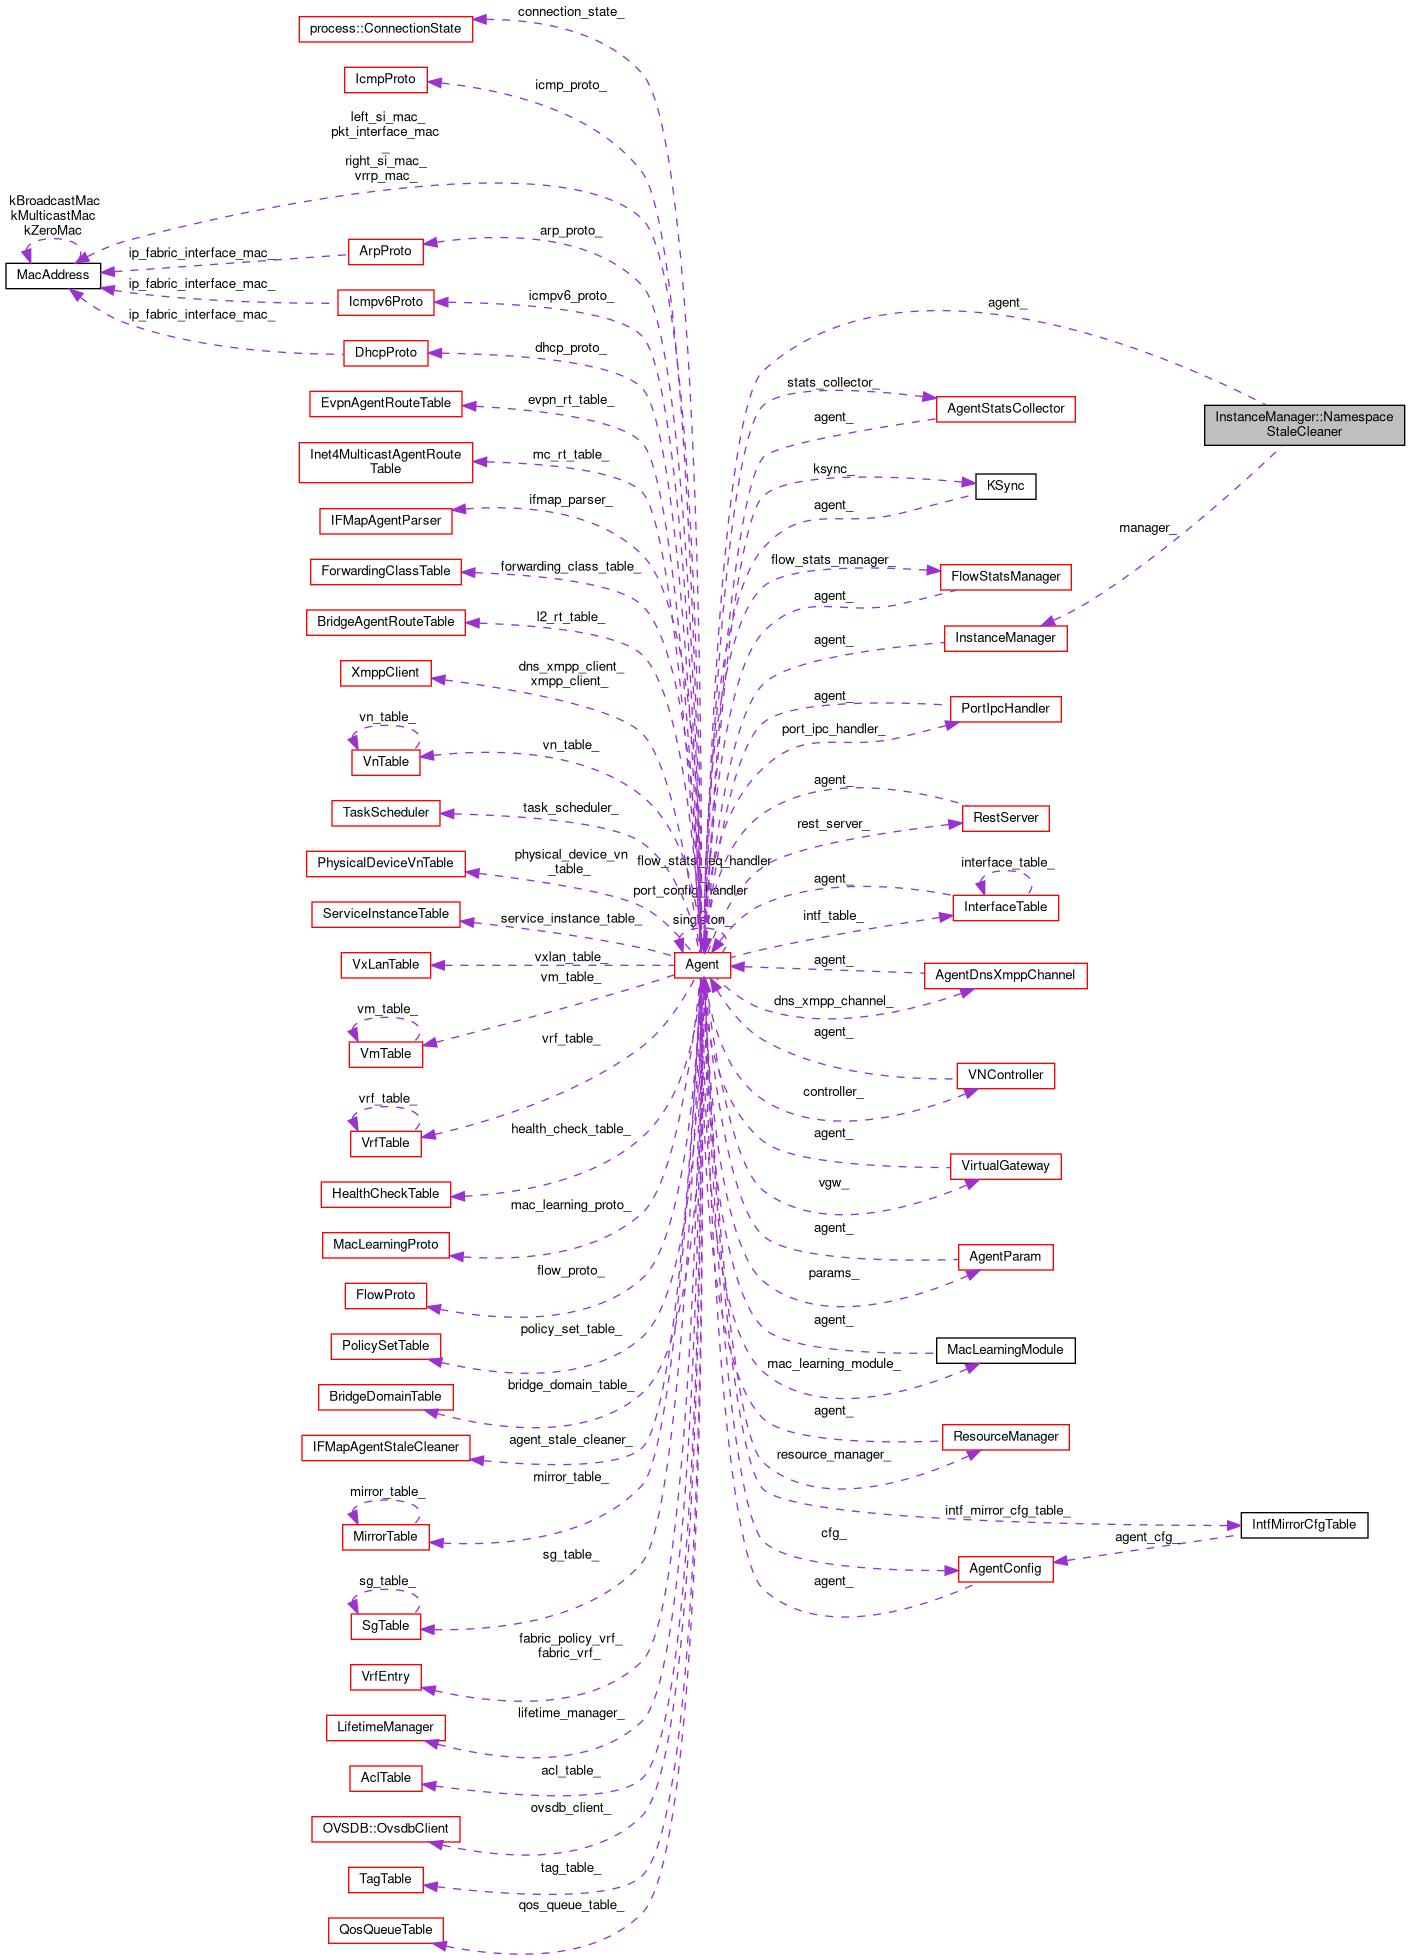 connection_state_
process::ConnectionState
IcmpProto
icmp_proto_
left_si_mac_
pkt_interface_mac
_
right_si_mac_
vrrp_mac_
kBroadcastMac
kMulticastMac
kZeroMac
MacAddress
ip_fabric_interface_mac_
ArpProto
arp_proto_
ip_fabric_interface_mac_
Icmpv6Proto
icmpv6_proto_
ip_fabric_interface_mac_
DhcpProto
dhcp_proto_
EvpnAgentRouteTable
evpn_rt_table_
Inet4MulticastAgentRoute
Table
mc_rt_table_
IFMapAgentParser
ifmap_parser_
ForwardingClassTable
forwarding_class_table_
BridgeAgentRouteTable
l2_rt_table_
XmppClient
dns_xmpp_client_
xmpp_client_
vn_table_
VnTable
vn_table_
TaskScheduler
task_scheduler_
PhysicalDeviceVnTable
physical_device_vn
_table_
ServiceInstanceTable
service_instance_table_
VxLanTable
vxlan_table_
vm_table_
vm_table_
VmTable
vrf_table_
vrf_table_
VrfTable
health_check_table_
HealthCheckTable
mac_learning_proto_
MacLearningProto
flow_proto_
FlowProto
policy_set_table_
PolicySetTable
bridge_domain_table_
BridgeDomainTable
agent_stale_cleaner_
IFMapAgentStaleCleaner
mirror_table_
mirror_table_
MirrorTable
sg_table_
sg_table_
SgTable
fabric_policy_vrf_
fabric_vrf_
VrfEntry
lifetime_manager_
LifetimeManager
acl_table_
AclTable
ovsdb_client_
OVSDB::OvsdbClient
tag_table_
TagTable
qos_queue_table_
QosQueueTable
flow_stats_req_handler
port_config_handler
singleton_
Agent
agent_
InstanceManager::Namespace
StaleCleaner
manager_
stats_collector_
AgentStatsCollector
agent_
ksync_
KSync
agent_
flow_stats_manager_
FlowStatsManager
agent_
InstanceManager
agent_
agent_
PortIpcHandler
port_ipc_handler_
agent_
RestServer
rest_server_
interface_table_
agent_
InterfaceTable
intf_table_
agent_
AgentDnsXmppChannel
dns_xmpp_channel_
agent_
VNController
controller_
agent_
VirtualGateway
vgw_
agent_
AgentParam
params_
agent_
MacLearningModule
mac_learning_module_
agent_
ResourceManager
resource_manager_
intf_mirror_cfg_table_
IntfMirrorCfgTable
cfg_
agent_cfg_
AgentConfig
agent_